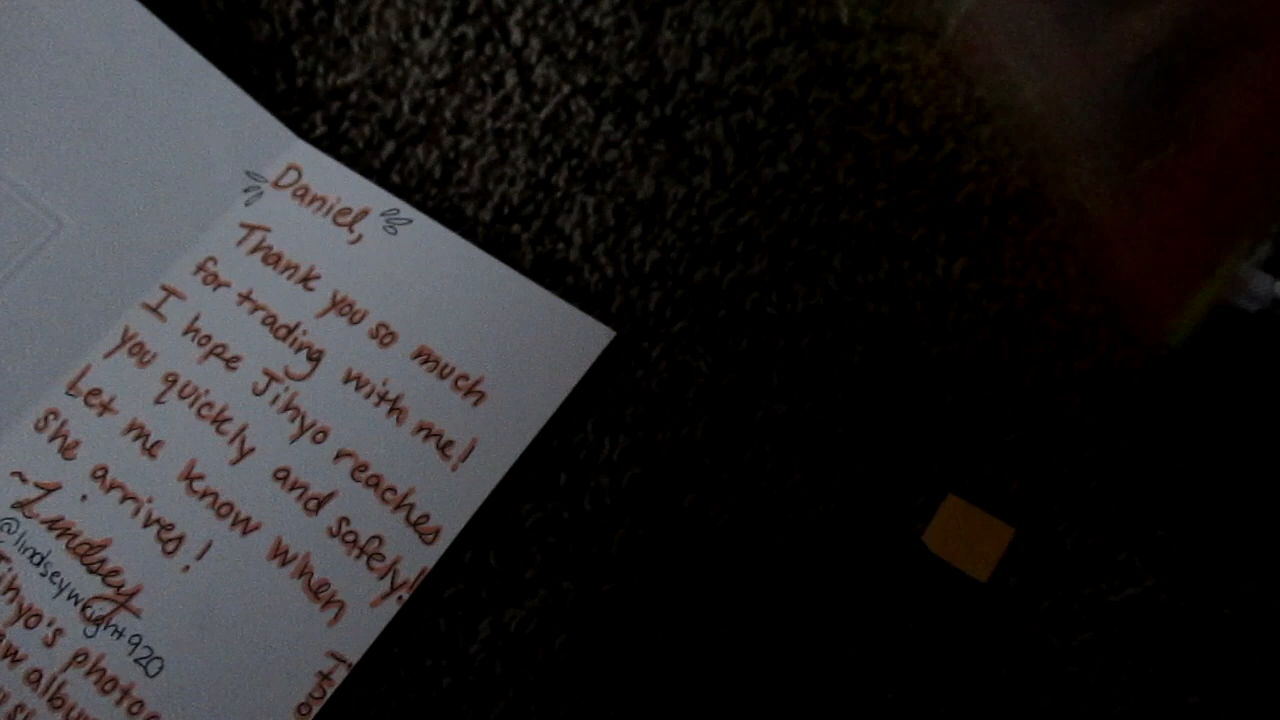 Daniel,
Thank you so much
for trading with me!
I hope Jihyo reaches
you quickly and safely!
Let me know when
she arrives!
~Lindsey
@lindseywright920
Jihyo's
album